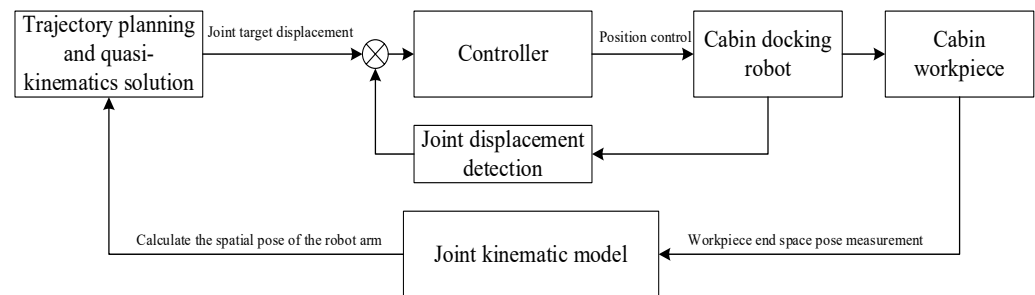 Trajectory planning
and quasi-
kinematics solution
Joint target displacement
Controller
Position control
Cabin docking
robot
Cabin
workpiece
Joint displacement
detection
Calculate the spatial pose of the robot arm
Joint kinematic model
Workpiece end space pose measurement